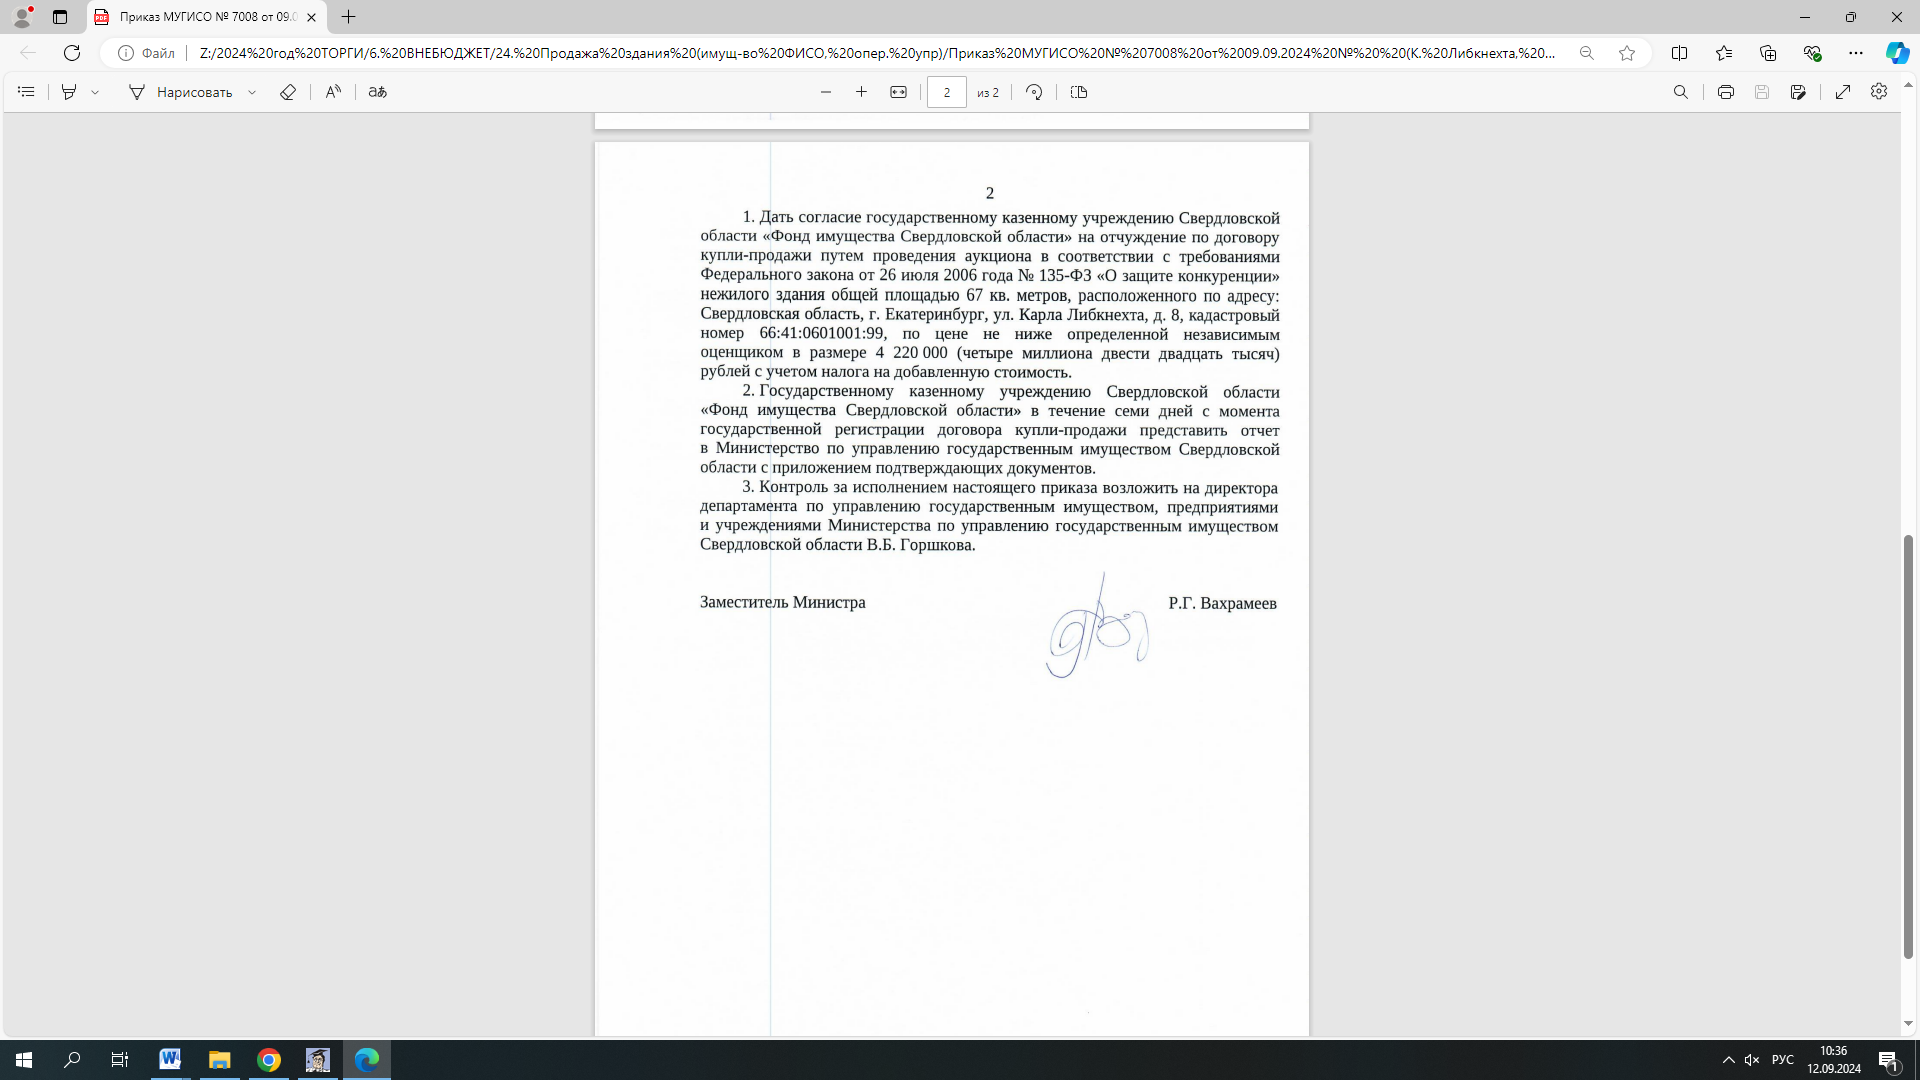 Приказ МУГИСО № 7008 от 09.0
Файл
Z:/2024%20год%20ТОРГИ/6.%20ВНЕБЮДЖЕТ/24.%20Продажа%20здания%20(имущ-во%20ФИСО,%20опер.%20упр)/Приказ%20МУГИСО%20№%207008%20от%2009.09.2024%20№%20%20(К.%20Либкнехта,%20...
Нарисовать
2 из 2
2
1. Дать согласие государственному казенному учреждению Свердловской
области «Фонд имущества Свердловской области» на отчуждение по договору
купли-продажи путем проведения аукциона в соответствии с требованиями
Федерального закона от 26 июля 2006 года № 135-ФЗ «О защите конкуренции»
нежилого здания общей площадью 67 кв. метров, расположенного по адресу:
Свердловская область, г. Екатеринбург, ул. Карла Либкнехта, д. 8, кадастровый
номер 66:41:0601001:99, по цене не ниже определенной независимым
оценщиком в размере 4 220 000 (четыре миллиона двести двадцать тысяч)
рублей с учетом налога на добавленную стоимость.
2. Государственному казенному учреждению Свердловской области
«Фонд имущества Свердловской области» в течение семи дней с момента
государственной регистрации договора купли-продажи представить отчет
в Министерство по управлению государственным имуществом Свердловской
области с приложением подтверждающих документов.
3. Контроль за исполнением настоящего приказа возложить на директора
департамента по управлению государственным имуществом, предприятиями
и учреждениями Министерства по управлению государственным имуществом
Свердловской области В.Б. Горшкова.
Заместитель Министра Р.Г. Вахрамеев
РУС
10:36
12.09.2024
1